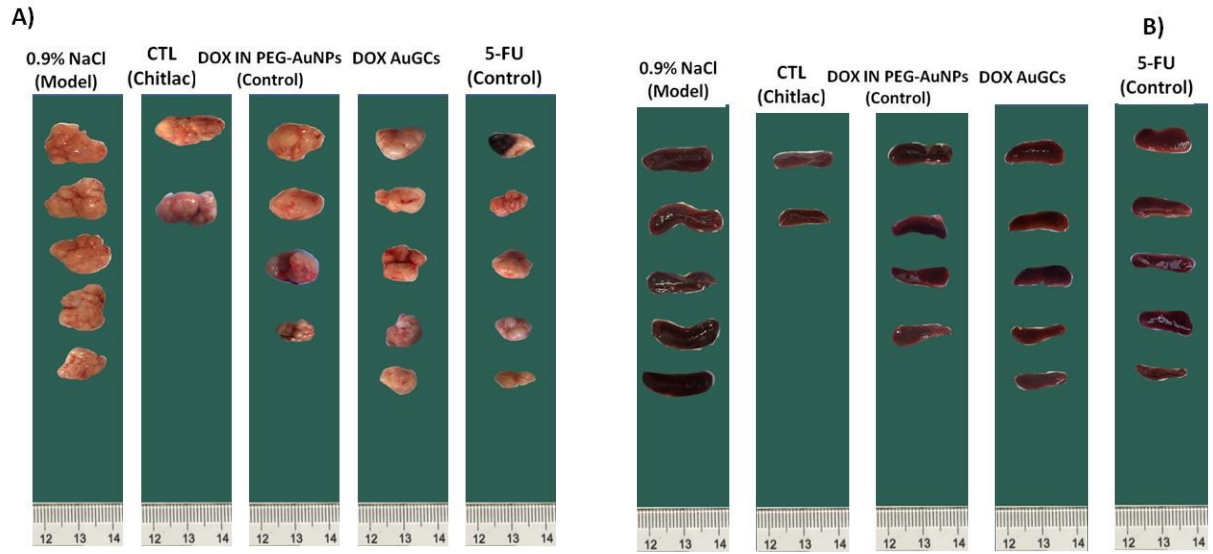 A)
0.9% NaCl
(Model)
CTL
(Chitlac)
DOX IN PEG-AuNPs
(Control)
DOX AuGCs
5-FU
(Control)
12 13 14
12 13 14
12 13 14
12 13 14
12 13 14
B)
0.9% NaCl
(Model)
CTL
(Chitlac)
DOX IN PEG-AuNPs
(Control)
DOX AuGCs
5-FU
(Control)
12 13 14
12 13 14
12 13 14
12 13 14
12 13 14